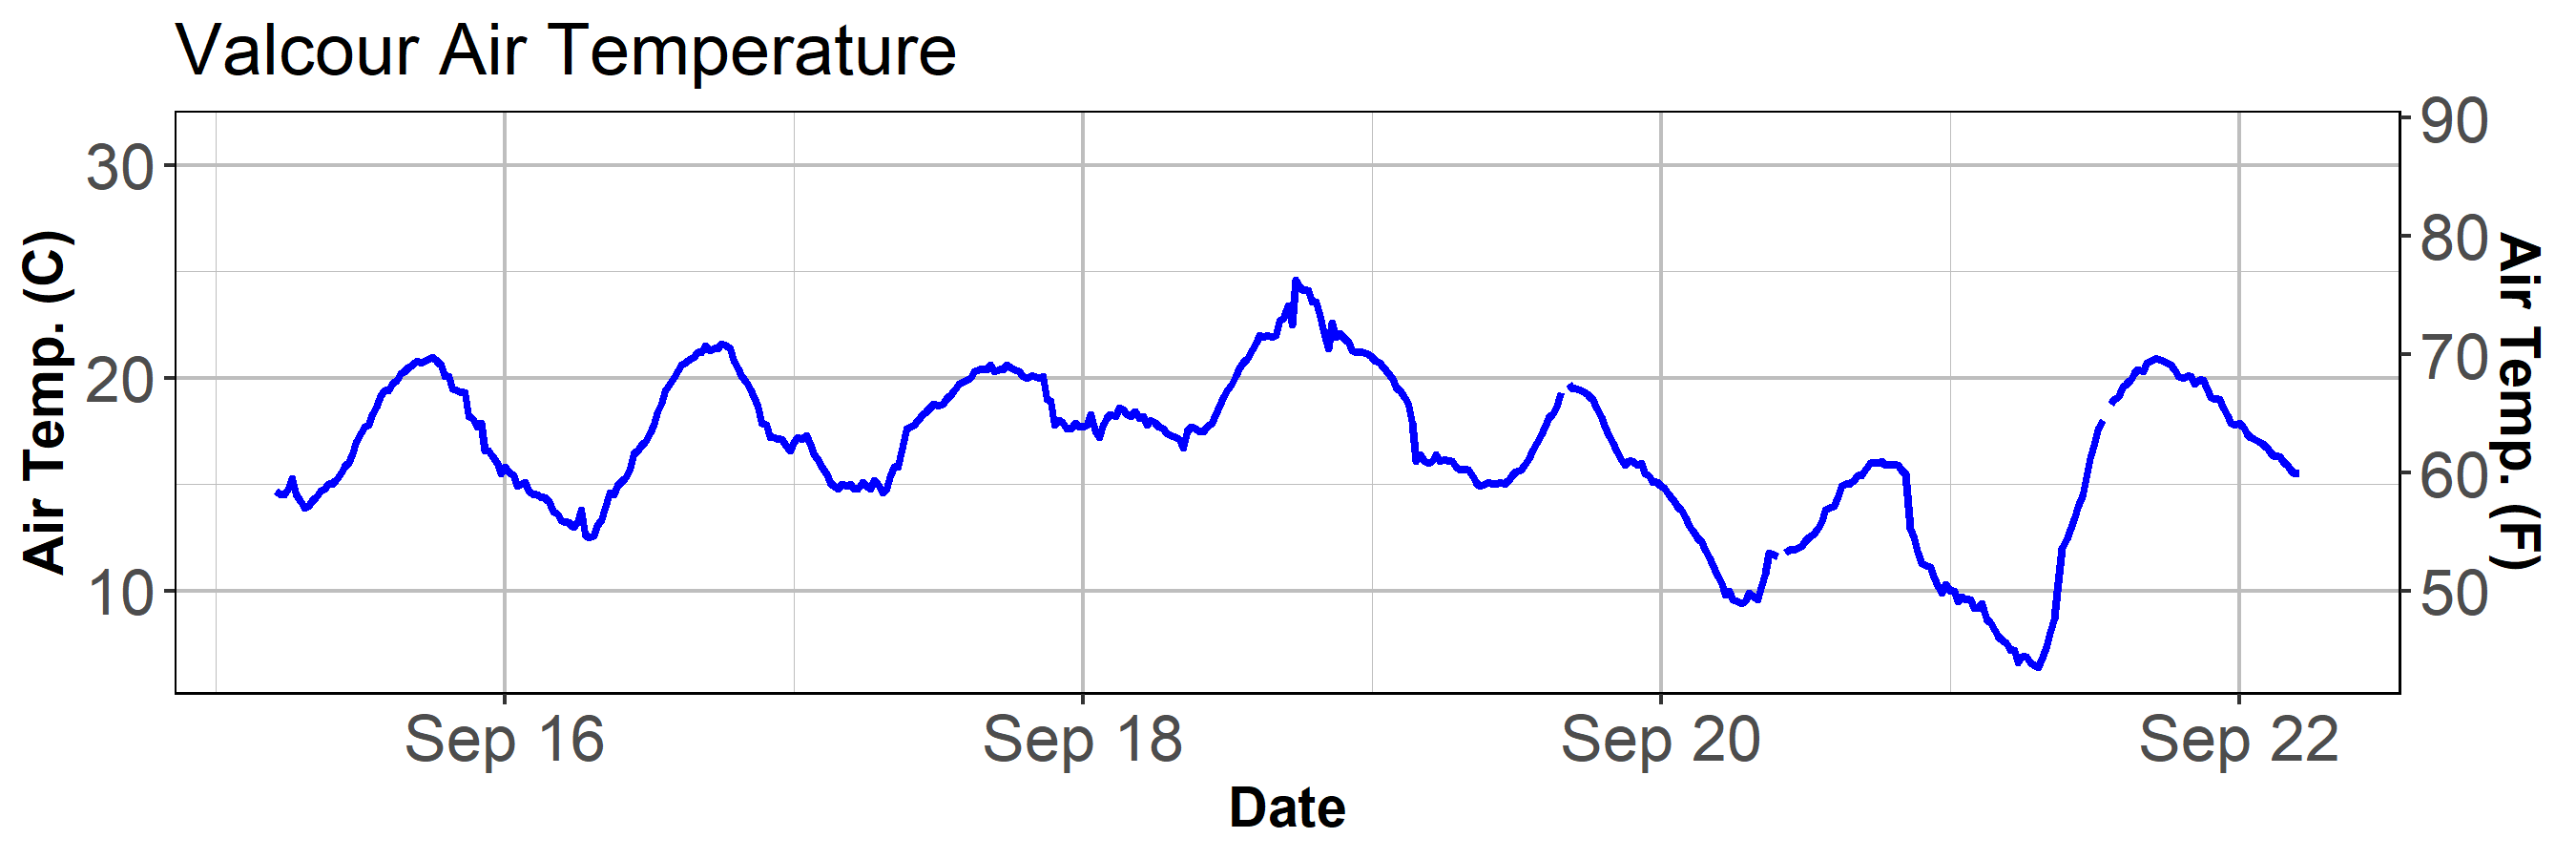 Valcour Air Temperature
Air Temp. (C)
30
20
10
90
80
70
60
50
Air Temp. (F)
Sep 16
Sep 18
Sep 20
Sep 22
Date